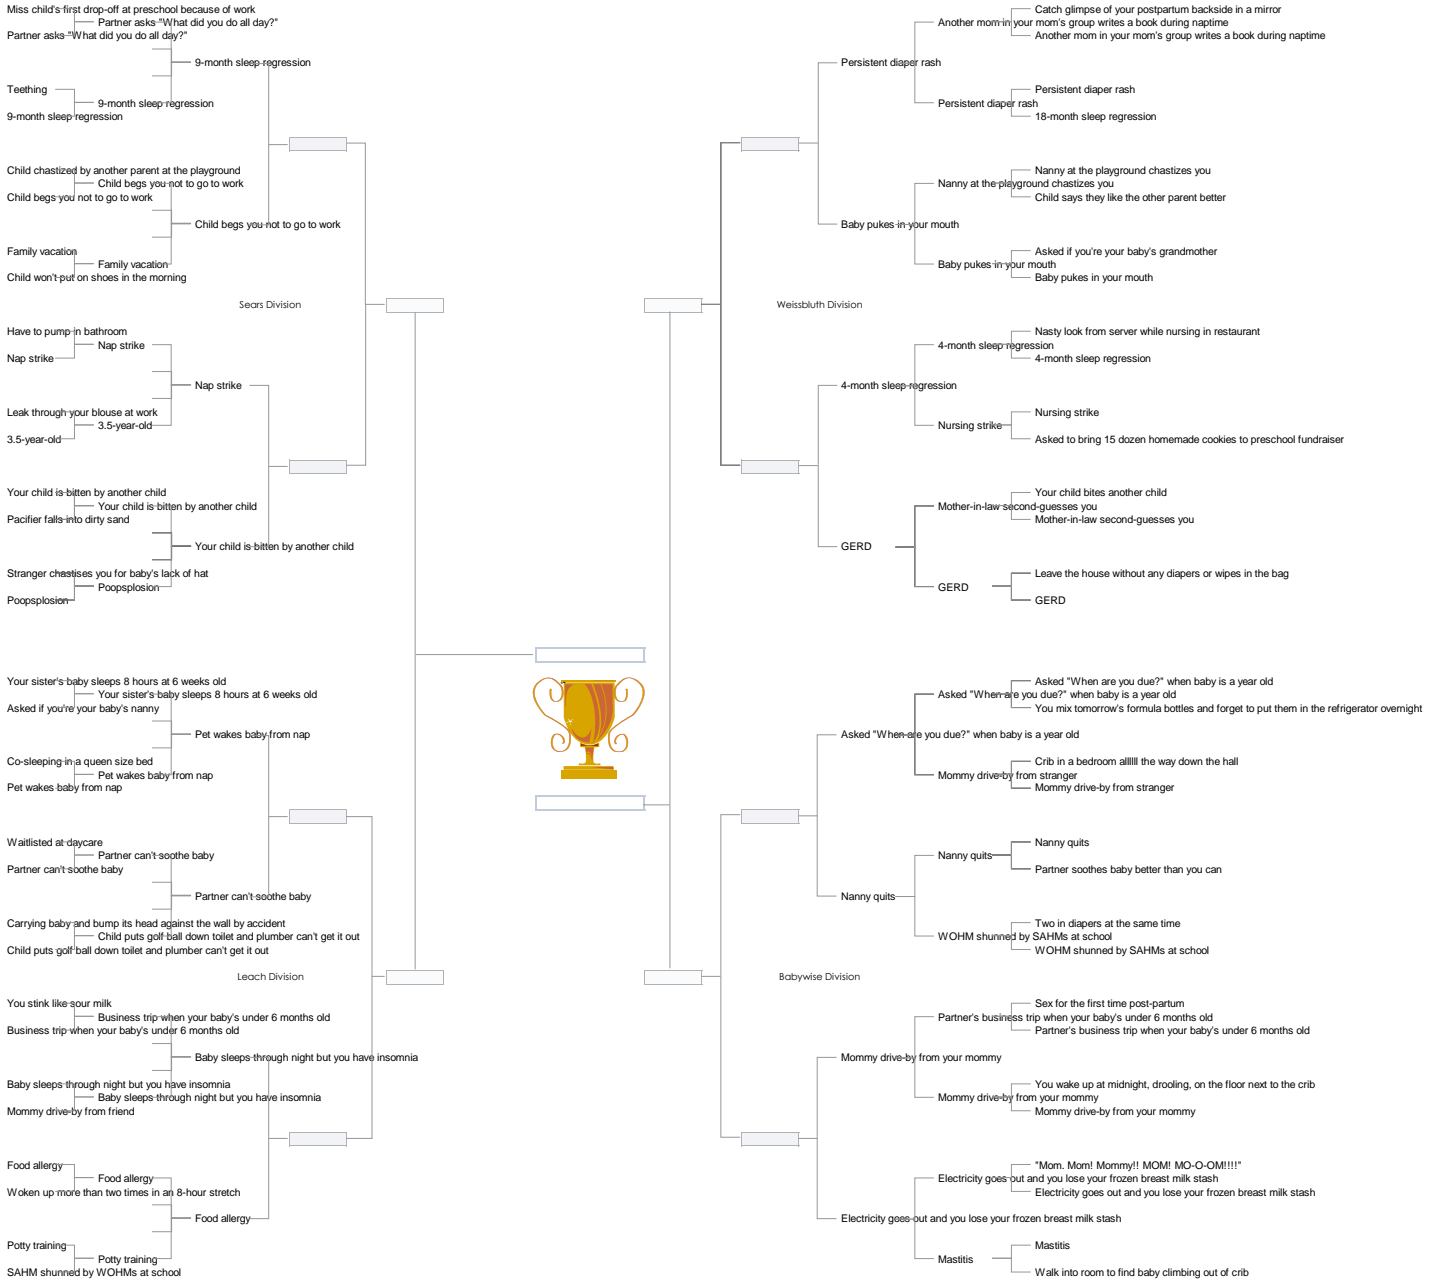 Miss child's first drop-off at preschool because of work
Partner asks "What did you do all day?"
Partner asks "What did you do all day?"
9-month sleep regression
Teething
9-month sleep regression
9-month sleep regression
Child chastized by another parent at the playground
Child begs you not to go to work
Child begs you not to go to work
Child begs you not to go to work
Family vacation
Family vacation
Child won't put on shoes in the morning
Sears Division
Have to pump in bathroom
Nap strike
Nap strike
Nap strike
Leak through your blouse at work
3.5-year-old
3.5-year-old
Your child is bitten by another child
Your child is bitten by another child
Pacifier falls into dirty sand
Your child is bitten by another child
Stranger chastises you for baby's lack of hat
Poopsplosion
Poopsplosion
Your sister's baby sleeps 8 hours at 6 weeks old
Your sister's baby sleeps 8 hours at 6 weeks old
Asked if you're your baby's nanny
Pet wakes baby from nap
Co-sleeping in a queen size bed
Pet wakes baby from nap
Pet wakes baby from nap
Waitlisted at daycare
Partner can't soothe baby
Partner can't soothe baby
Partner can't soothe baby
Carrying baby and bump its head against the wall by accident
Child puts golf ball down toilet and plumber can't get it out
Child puts golf ball down toilet and plumber can't get it out
Leach Division
You stink like sour milk
Business trip when your baby's under 6 months old
Business trip when your baby's under 6 months old
Baby sleeps through night but you have insomnia
Baby sleeps through night but you have insomnia
Baby sleeps through night but you have insomnia
Mommy drive-by from friend
Food allergy
Food allergy
Woken up more than two times in an 8-hour stretch
Food allergy
Potty training
Potty training
SAHM shunned by WOHMs at school
Catch glimpse of your postpartum backside in a mirror
Another mom in your mom's group writes a book during naptime
Another mom in your mom's group writes a book during naptime
Persistent diaper rash
Persistent diaper rash
Persistent diaper rash
18-month sleep regression
Nanny at the playground chastizes you
Nanny at the playground chastizes you
Child says they like the other parent better
Baby pukes in your mouth
Asked if you're your baby's grandmother
Baby pukes in your mouth
Baby pukes in your mouth
Weissbluth Division
Nasty look from server while nursing in restaurant
4-month sleep regression
4-month sleep regression
4-month sleep regression
Nursing strike
Nursing strike
Asked to bring 15 dozen homemade cookies to preschool fundraiser
Your child bites another child
Mother-in-law second-guesses you
Mother-in-law second-guesses you
GERD
Leave the house without any diapers or wipes in the bag
GERD
GERD
Asked "When are you due?" when baby is a year old
Asked "When are you due?" when baby is a year old
You mix tomorrow's formula bottles and forget to put them in the refrigerator overnight
Asked "When are you due?" when baby is a year old
Crib in a bedroom allllll the way down the hall
Mommy drive-by from stranger
Mommy drive-by from stranger
Nanny quits
Nanny quits
Partner soothes baby better than you can
Nanny quits
Two in diapers at the same time
WOHM shunned by SAHMs at school
WOHM shunned by SAHMs at school
Babywise Division
Sex for the first time post-partum
Partner's business trip when your baby's under 6 months old
Partner's business trip when your baby's under 6 months old
Mommy drive-by from your mommy
You wake up at midnight, drooling, on the floor next to the crib
Mommy drive-by from your mommy
Mommy drive-by from your mommy
"Mom. Mom! Mommy!! MOM! MO-O-OM!!!!"
Electricity goes out and you lose your frozen breast milk stash
Electricity goes out and you lose your frozen breast milk stash
Electricity goes out and you lose your frozen breast milk stash
Mastitis
Mastitis
Walk into room to find baby climbing out of crib